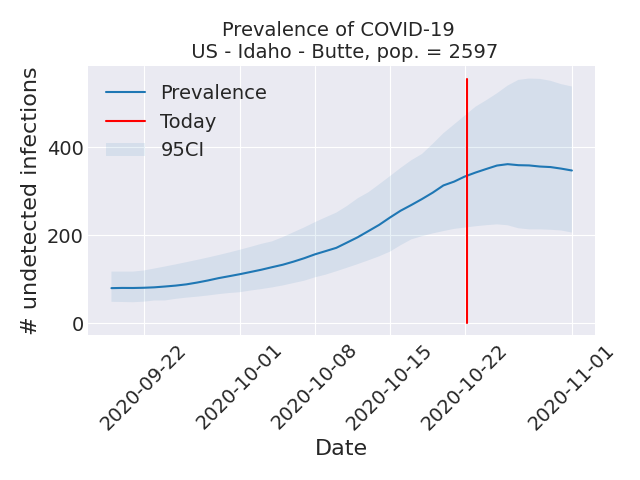 Prevalence of COVID-19
US - Idaho - Butte, pop. = 2597
# undetected infections
400
200
0
Prevalence
Today
95CI
2020-09-22
2020-10-01
2020-10-08
2020-10-15
2020-10-22
2020-11-01
Date